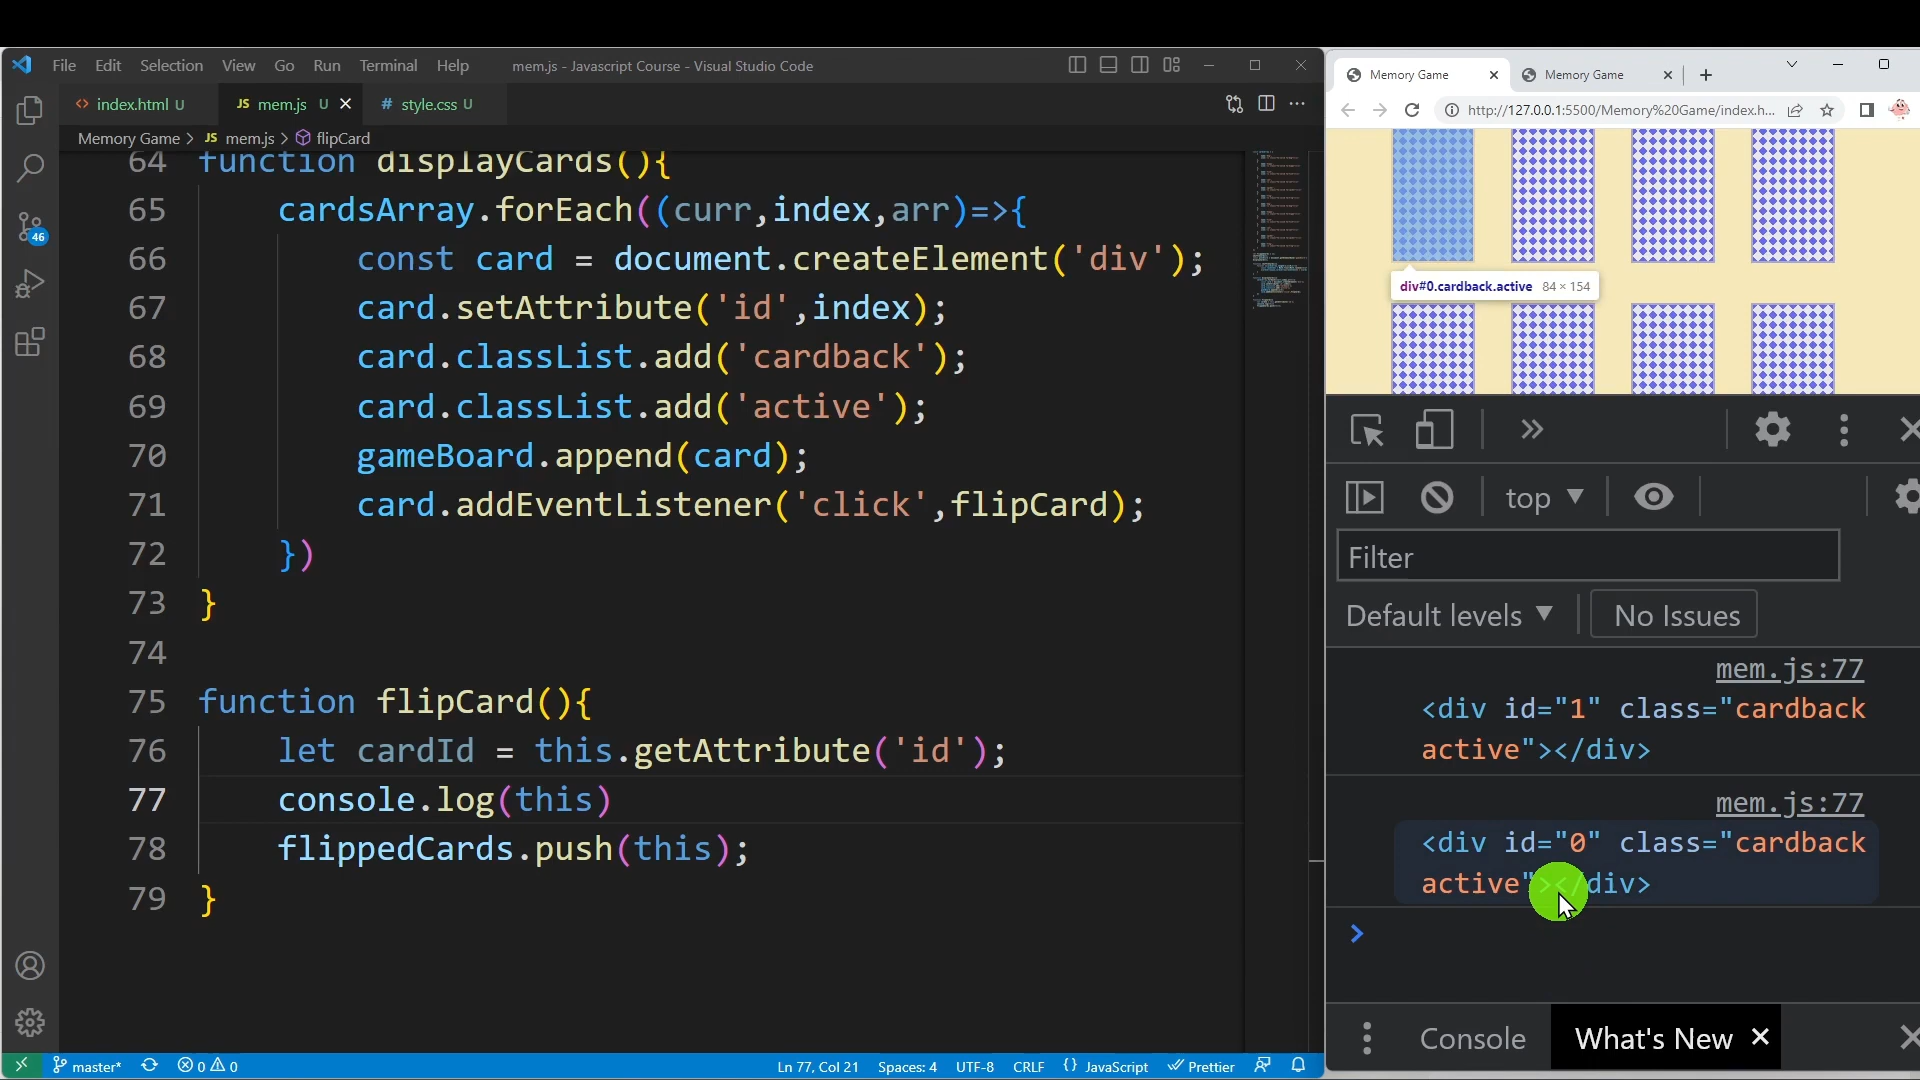 File Edit Selection View Go Run Terminal Help mem.js - Javascript Course - Visual Studio Code
<> index.html U JS mem.js U # style.css U
Memory Game > JS mem.js > flipCard
64 function displayCards(){
65 cardsArray.forEach((curr,index,arr)=>{
66 const card = document.createElement('div');
67 card.setAttribute('id',index);
68 card.classList.add('cardback');
69 card.classList.add('active');
70 gameBoard.append(card);
71 card.addEventListener('click',flipCard);
72 })
73 }
74
75 function flipCard(){
76 let cardId = this.getAttribute('id');
77 console.log(this)
78 flippedCards.push(this);
79 }
46
master* 0 0 Ln 77, Col 21 Spaces: 4 UTF-8 CRLF {} JavaScript Prettier
Memory Game Memory Game
http://127.0.0.1:5500/Memory%20Game/index.h...
div#0.cardback.active 84 × 154
top
Filter
Default levels No Issues
mem.js:77
<div id="1" class="cardback
active"></div>
mem.js:77
<div id="0" class="cardback
active"></div>
>
Console What's New